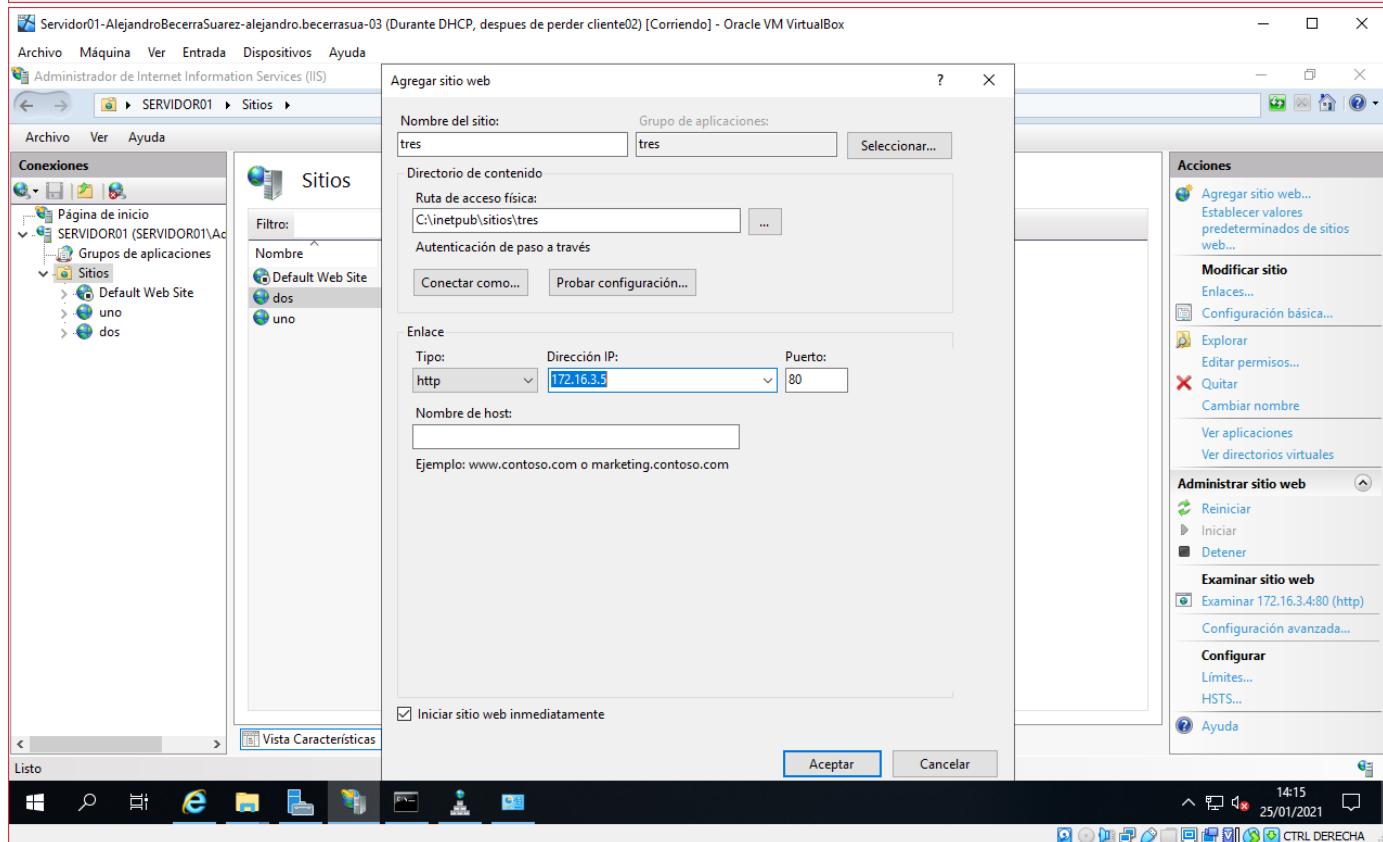 Servidor01-AlejandroBecerraSuarez-alejandro.becerrasua-03 (Durante DHCP, despues de perder cliente02) [Corriendo] - Oracle VM VirtualBox
Archivo Máquina Ver Entrada Dispositivos Ayuda
Administrador de Internet Information Services (IIS)
SERVIDOR01 Sitios
Archivo Ver Ayuda
Conexiones
Página de inicio
SERVIDOR01 (SERVIDOR01\Ac
Grupos de aplicaciones
Sitios
Default Web Site
uno
dos
Sitios
Filtro:
Nombre
Default Web Site
dos
uno
Vista Características
Agregar sitio web
?
Nombre del sitio:
Grupo de aplicaciones:
tres
tres
Seleccionar...
Directorio de contenido
Ruta de acceso física:
C:\inetpub\sitios\tres
...
Autenticación de paso a través
Conectar como...
Probar configuración...
Enlace
Tipo:
Dirección IP:
Puerto:
http
172.16.3.5
80
Nombre de host:
Ejemplo: www.contoso.com o marketing.contoso.com
Iniciar sitio web inmediatamente
Aceptar
Cancelar
Acciones
Agregar sitio web...
Establecer valores
predeterminados de sitios
web...
Modificar sitio
Enlaces...
Configuración básica...
Explorar
Editar permisos...
Quitar
Cambiar nombre
Ver aplicaciones
Ver directorios virtuales
Administrar sitio web
Reiniciar
Iniciar
Detener
Examinar sitio web
Examinar 172.16.3.4:80 (http)
Configuración avanzada...
Configurar
Límites...
HSTS...
Ayuda
Listo
14:15
25/01/2021
CTRL DERECHA